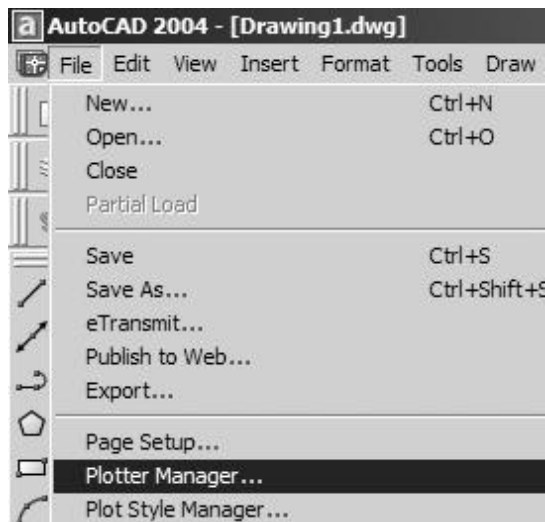 AutoCAD 2004 - [Drawing1.dwg]
File Edit View Insert Format Tools Draw
New... Ctrl+N
Open... Ctrl+O
Close
Partial Load
Save Ctrl+S
Save As... Ctrl+Shift+S
eTransmit...
Publish to Web...
Export...
Page Setup...
Plotter Manager...
Plot Style Manager...